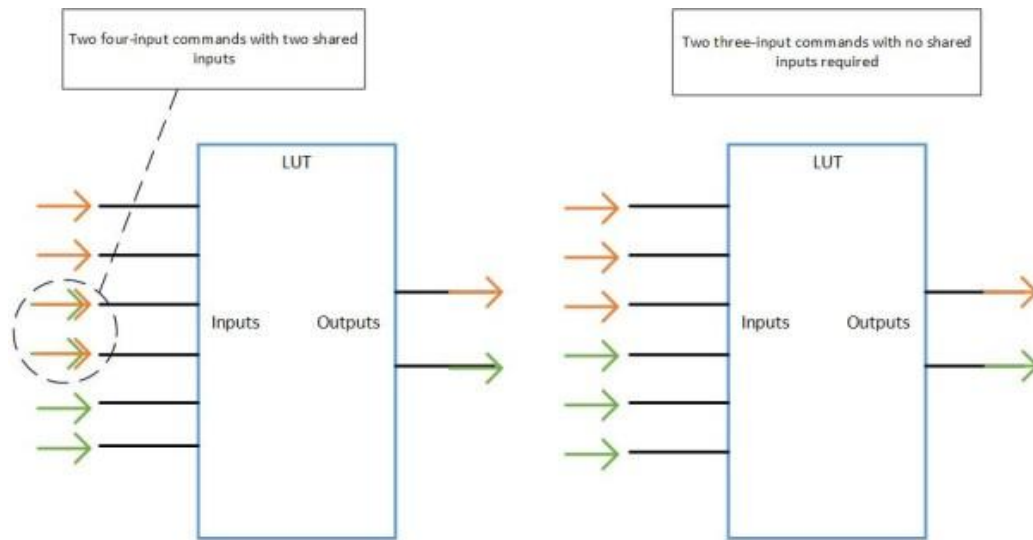 Two four-input commands with two shared
inputs
Two three-input commands with no shared
inputs required
LUT
Inputs
Outputs
LUT
Inputs
Outputs